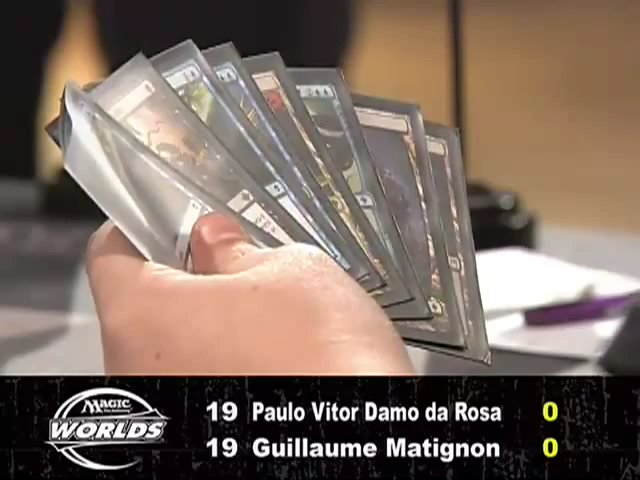 MAGIC
WORLDS
19 Paulo Vitor Damo da Rosa 0
19 Guillaume Matignon 0